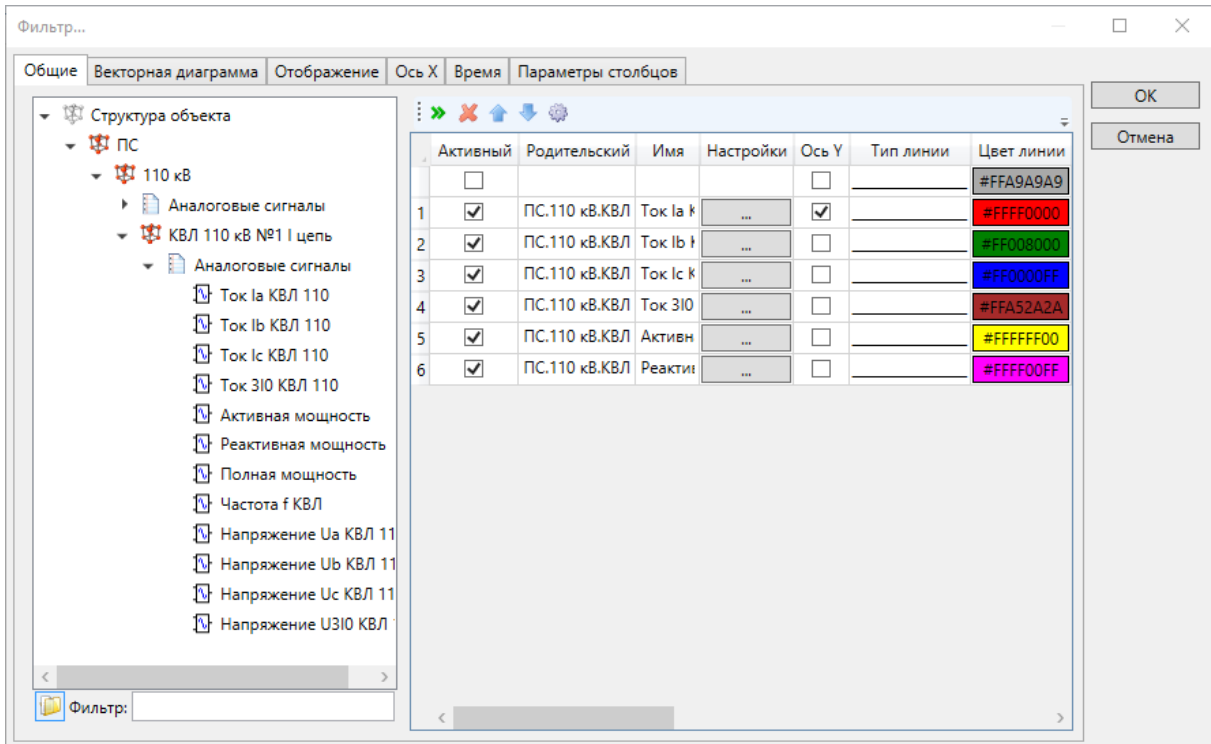 Фильтр...
Общие Векторная диаграмма Отображение Ось X Время Параметры столбцов
OK
Отмена
Структура объекта
ПС
110 кВ
Аналоговые сигналы
КВЛ 110 кВ №1 I цепь
Аналоговые сигналы
Ток Ia КВЛ 110
Ток Ib КВЛ 110
Ток Ic КВЛ 110
Ток 3I0 КВЛ 110
Активная мощность
Реактивная мощность
Полная мощность
Частота f КВЛ
Напряжение Ua КВЛ 11
Напряжение Ub КВЛ 11
Напряжение Uc КВЛ 11
Напряжение U3I0 КВЛ
Фильтр:
Активный Родительский Имя Настройки Ось Y Тип линии Цвет линии
#FFA9A9A9
1 ПС.110 кВ.КВЛ Ток Ia К ... #FFFF0000
2 ПС.110 кВ.КВЛ Ток Ib К ... #FF008000
3 ПС.110 кВ.КВЛ Ток Ic К ... #FF0000FF
4 ПС.110 кВ.КВЛ Ток 3I0 ... #FFA52A2A
5 ПС.110 кВ.КВЛ Активн ... #FFFFFF00
6 ПС.110 кВ.КВЛ Реактив ... #FFFF00FF